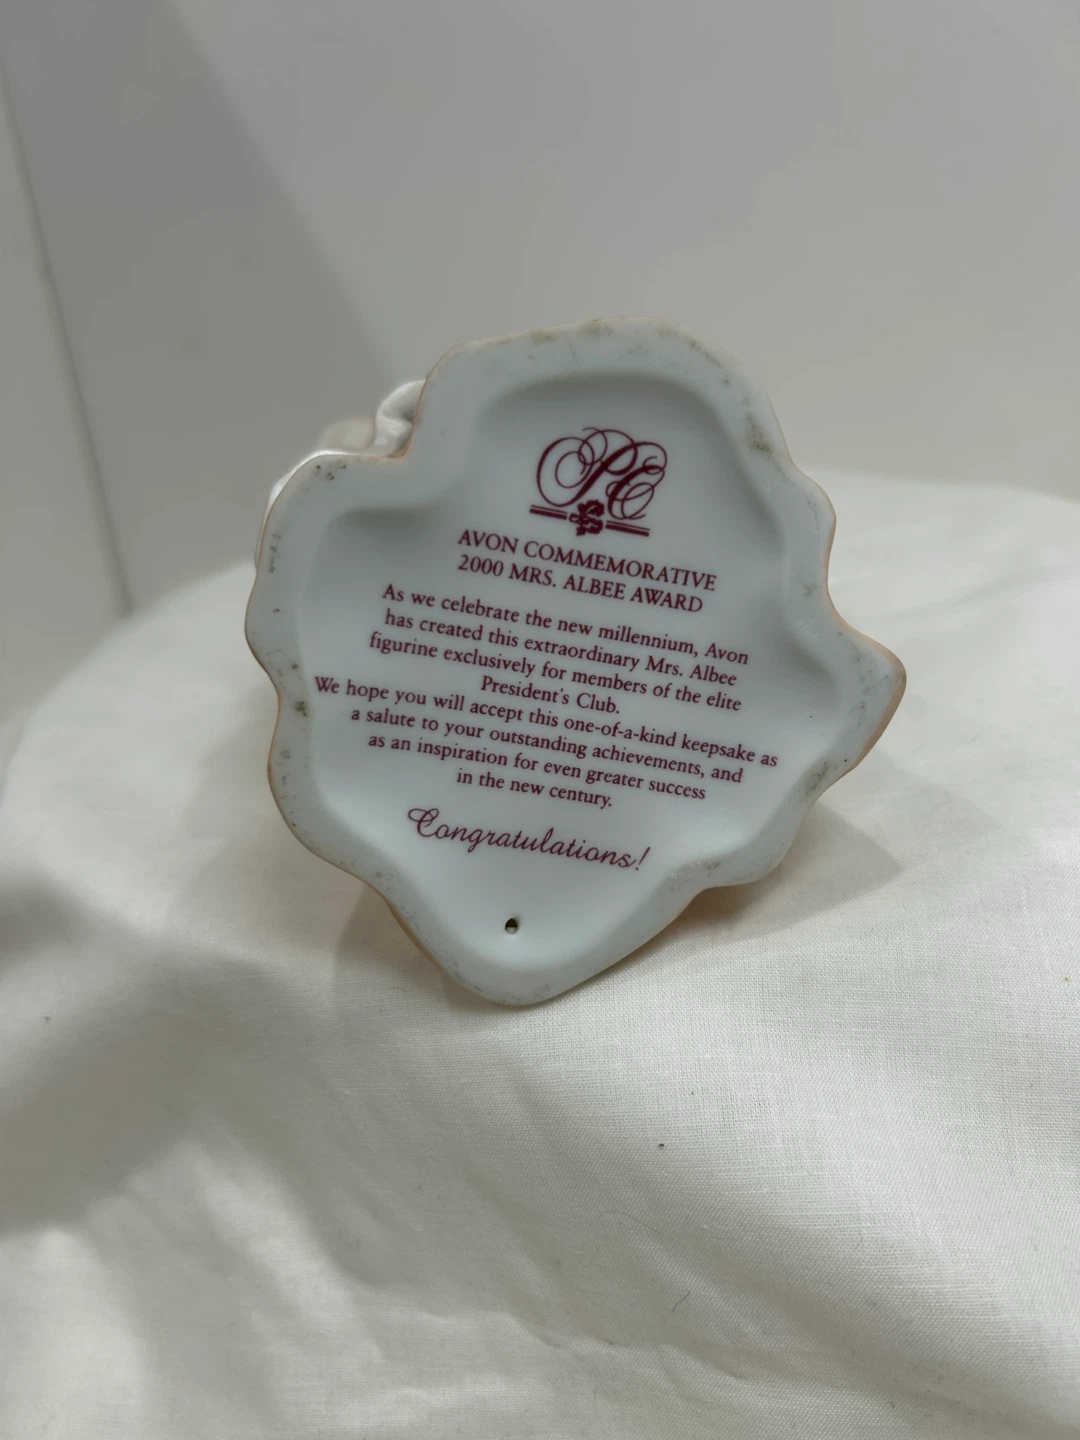 PC
AVON COMMEMORATIVE
2000 MRS. ALBEE AWARD
As we celebrate the new millennium, Avon
has created this extraordinary Mrs. Albee
figurine exclusively for members of the elite
President's Club.
We hope you will accept this one-of-a-kind keepsake as
a salute to your outstanding achievements, and
as an inspiration for even greater success
in the new century.
Congratulations!